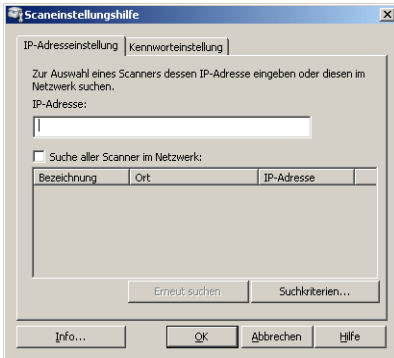 Scaneinstellungshilfe
IP-Adresseinstellung Kennworteinstellung
Zur Auswahl eines Scanners dessen IP-Adresse eingeben oder diesen im
Netzwerk suchen.
IP-Adresse:
Suche aller Scanner im Netzwerk:
Bezeichnung Ort IP-Adresse
Erneut suchen Suchkriterien...
Info... OK Abbrechen Hilfe